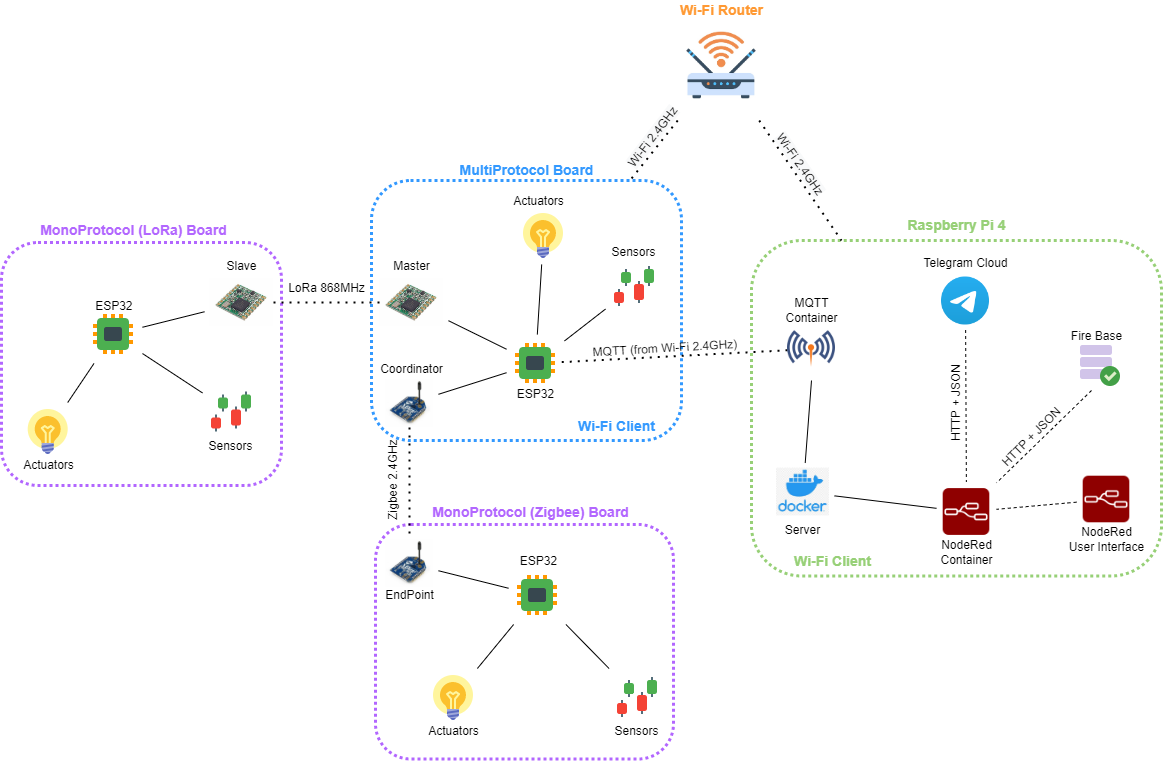 Wi-Fi Router
Wi-Fi 2.4GHz
Wi-Fi 2.4GHz
MultiProtocol Board
Actuators
Sensors
Master
ESP32
Coordinator
Wi-Fi Client
MonoProtocol (LoRa) Board
Slave
ESP32
Sensors
Actuators
LoRa 868MHz
MQTT (from Wi-Fi 2.4GHz)
Zigbee 2.4GHz
MonoProtocol (Zigbee) Board
ESP32
EndPoint
Actuators
Sensors
Raspberry Pi 4
Telegram Cloud
MQTT
Container
Fire Base
HTTP + JSON
HTTP + JSON
docker
Server
NodeRed
Container
NodeRed
User Interface
Wi-Fi Client